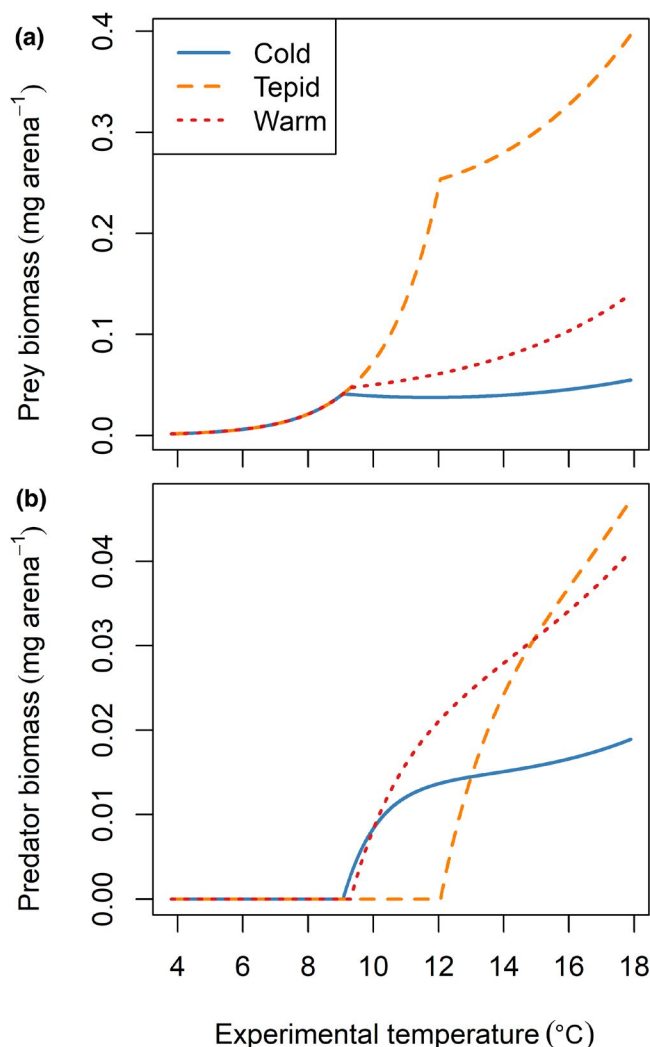 (a)
Prey biomass (mg arena⁻¹)
0.4
0.3
0.2
0.1
0.0
Cold
Tepid
Warm
(b)
Predator biomass (mg arena⁻¹)
0.04
0.03
0.02
0.01
0.00
4 6 8 10 12 14 16 18
Experimental temperature (°C)